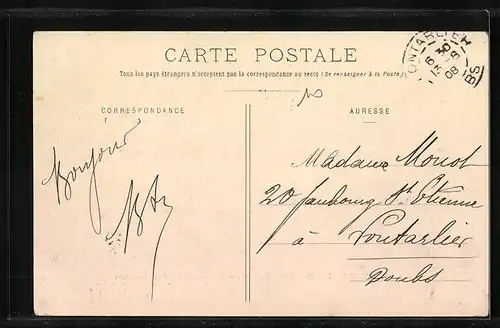 CARTE POSTALE
Tous les pays étrangers n'acceptent pas la correspondance au recto (Se renseigner à la Poste)
CORRESPONDANCE
ADRESSE
PONTARLIER
Bonjour
Madame Monot
20 faubourg St Etienne
à Pontarlier
Doubs